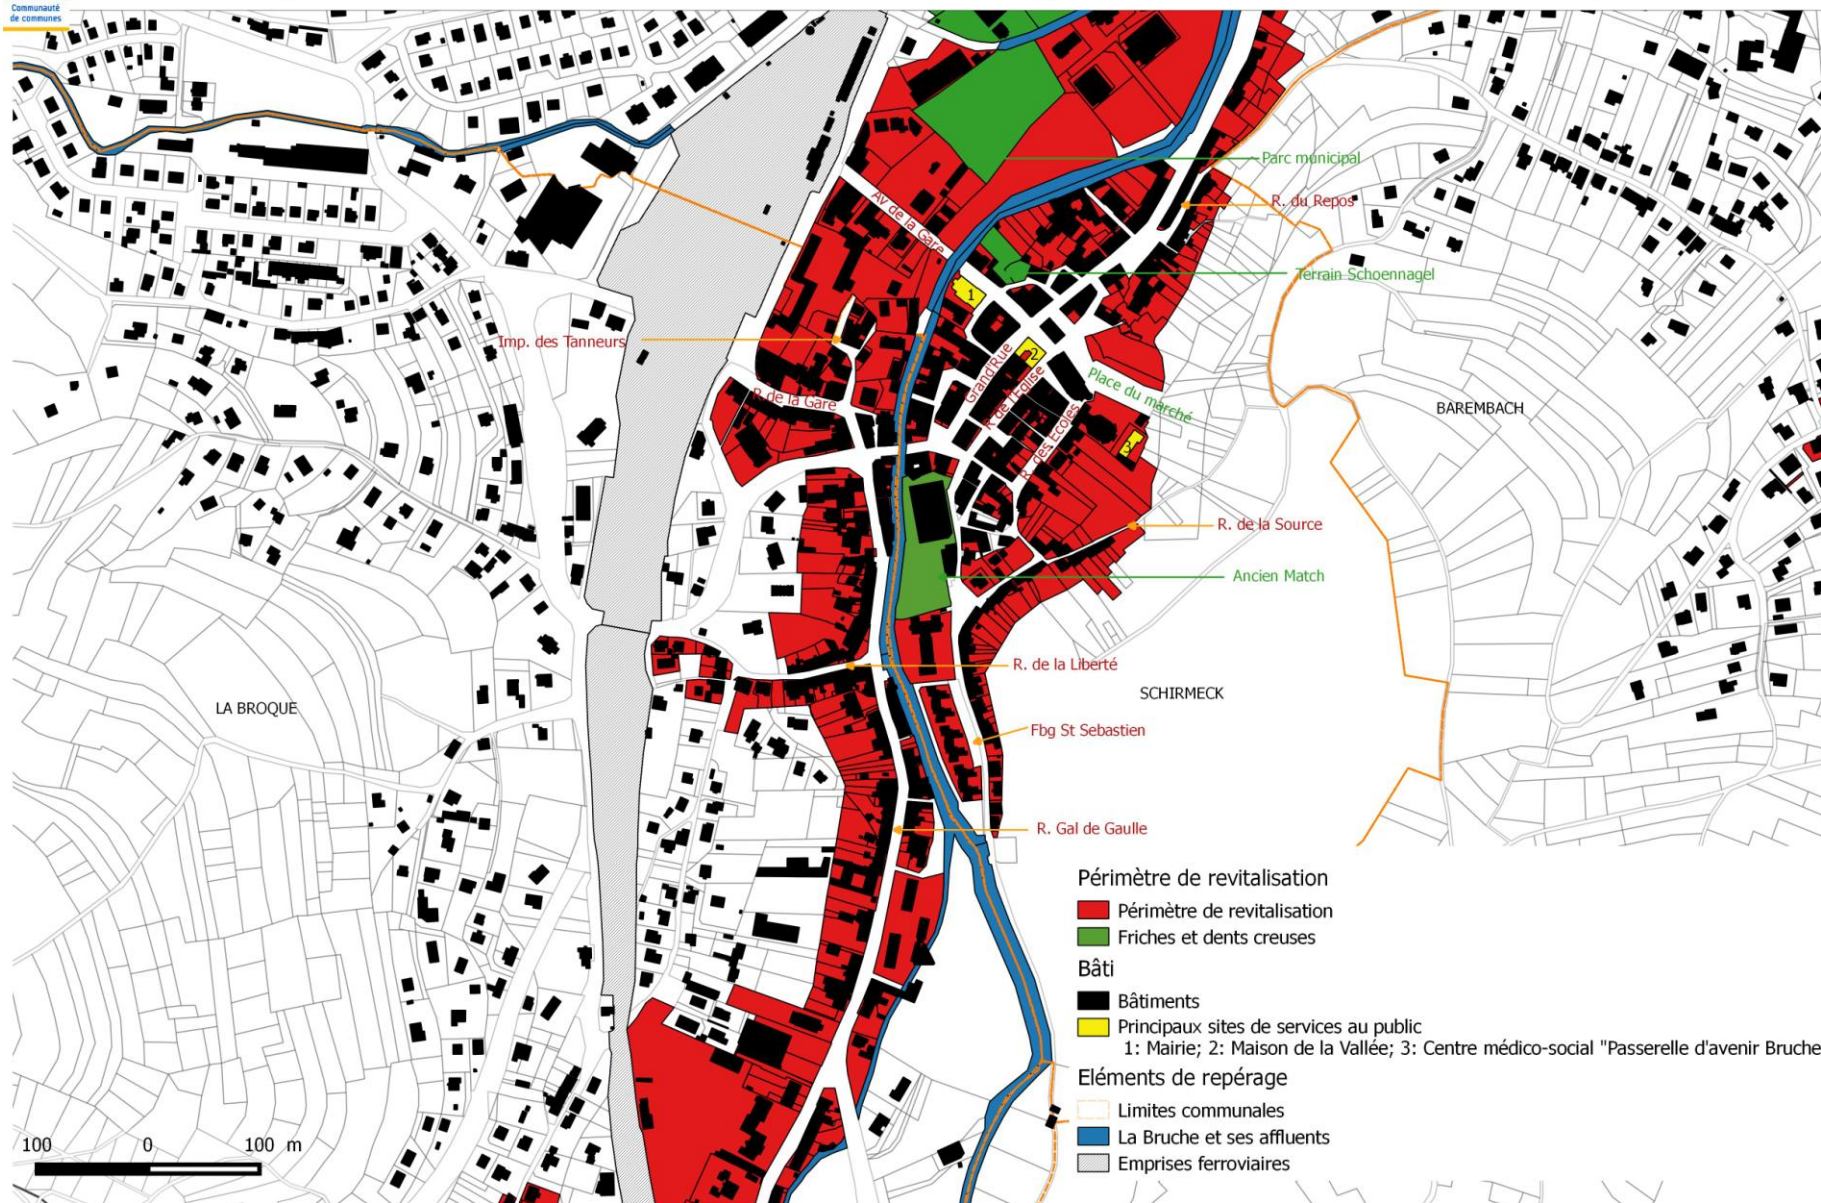 Communauté
de communes
Parc municipal
R. du Repos
Av de la Gare
Terrain Schoennagel
1
Imp. des Tanneurs
2
Grand'Rue
R. de l'Eglise
Place du marché
R. de la Gare
BAREMBACH
R. des Ecoles
3
R. de la Source
Ancien Match
R. de la Liberté
SCHIRMECK
LA BROQUE
Fbg St Sebastien
R. Gal de Gaulle
Périmètre de revitalisation
Périmètre de revitalisation
Friches et dents creuses
Bâti
Bâtiments
Principaux sites de services au public
1: Mairie; 2: Maison de la Vallée; 3: Centre médico-social "Passerelle d'avenir Bruche
Eléments de repérage
Limites communales
La Bruche et ses affluents
Emprises ferroviaires
100 0 100 m